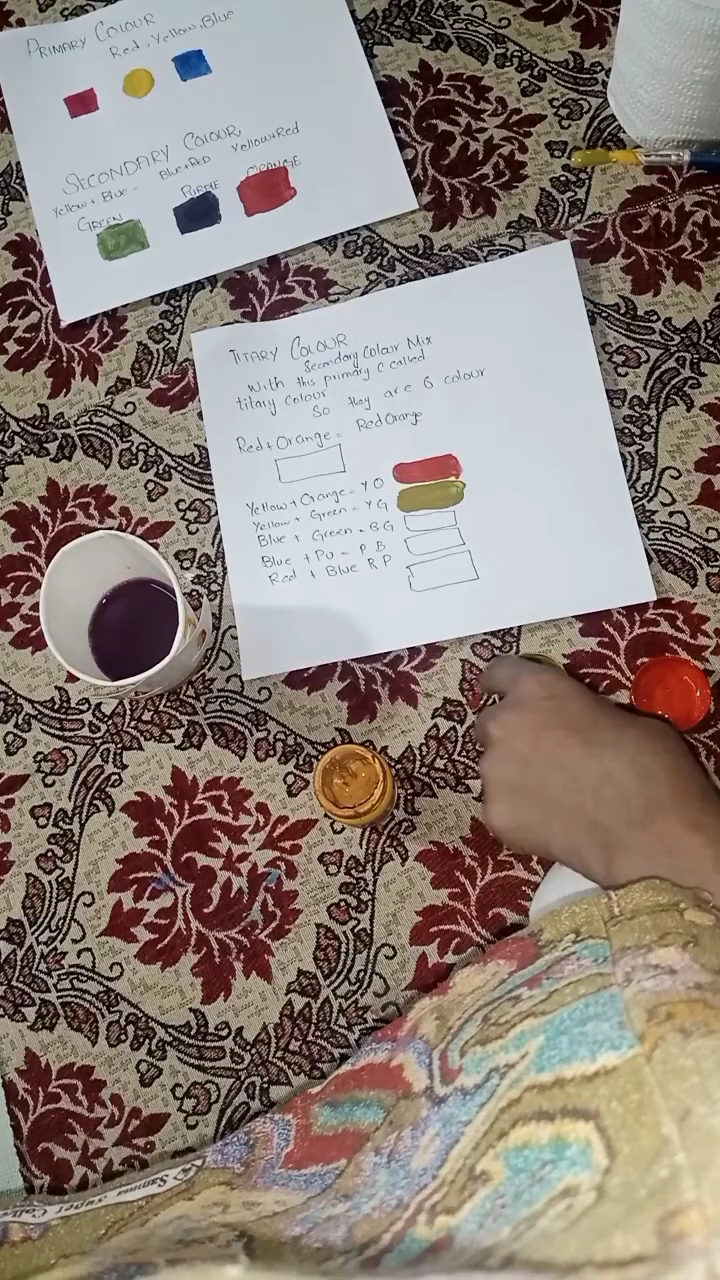 PRIMARY COLOUR
Red, Yellow, Blue
SECONDARY COLOUR
Yellow + Blue = Blue + RED Yellow + Red
GREEN PURPLE ORANGE
TITARY COLOUR
Secondary Colour Mix
With this primary C called
titary Colour
So they are 6 colour
Red + Orange = Red Orange
Yellow + Orange = Y O
Yellow + Green = Y G
Blue + Green = B G
Blue + Pu = P B
Red + Blue R P